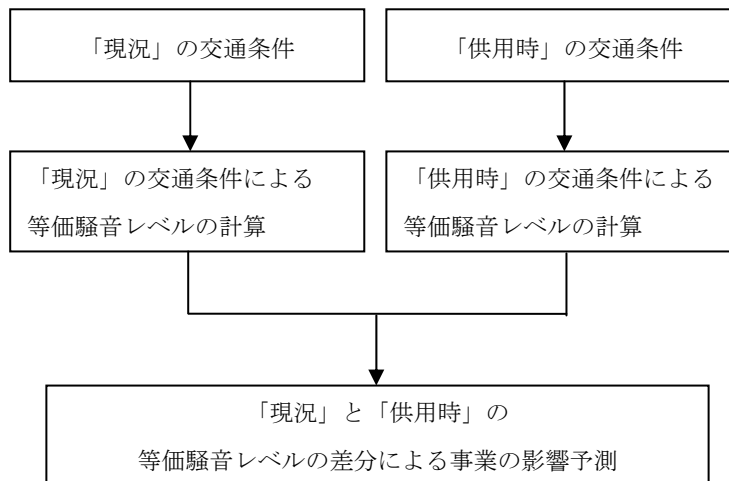 「現況」の交通条件
「供用時」の交通条件
「現況」の交通条件による
等価騒音レベルの計算
「供用時」の交通条件による
等価騒音レベルの計算
「現況」と「供用時」の
等価騒音レベルの差分による事業の影響予測